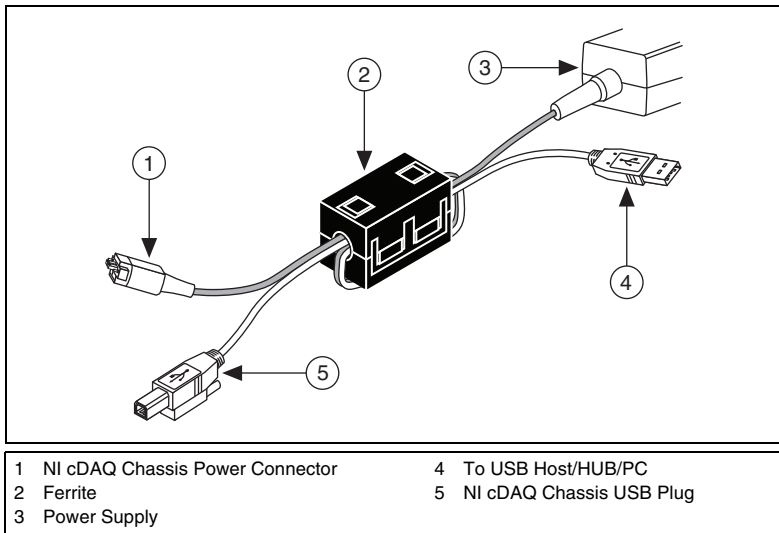 2
3
1
4
5
1 NI cDAQ Chassis Power Connector
2 Ferrite
3 Power Supply
4 To USB Host/HUB/PC
5 NI cDAQ Chassis USB Plug